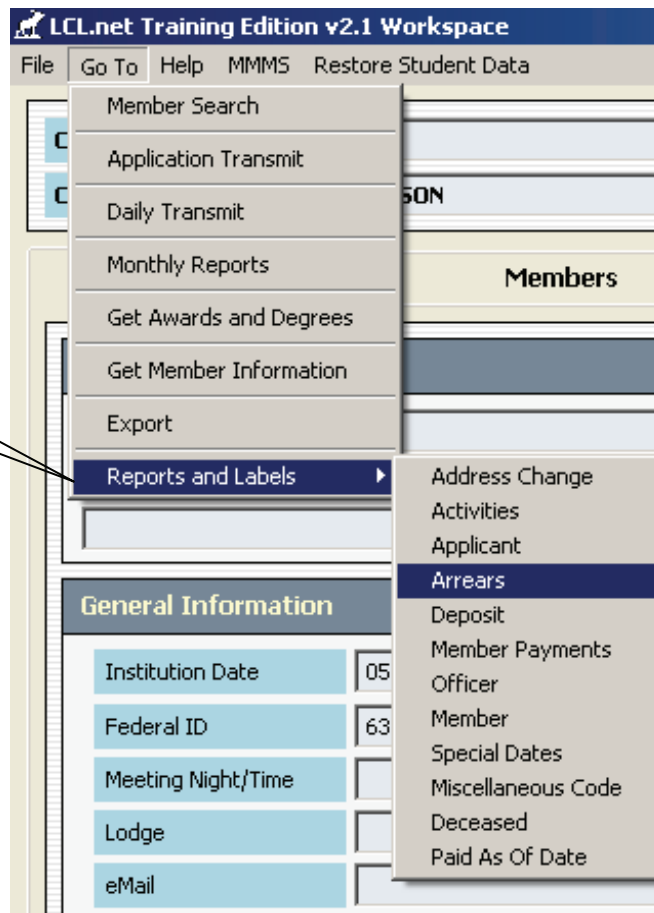 LCL.net Training Edition v2.1 Workspace
File Go To Help MMMS Restore Student Data
Member Search
Application Transmit
Daily Transmit
Monthly Reports
Get Awards and Degrees
Get Member Information
Export
Reports and Labels
C
C
SON
Members
Address Change
Activities
Applicant
Arrears
Deposit
Member Payments
Officer
Member
Special Dates
Miscellaneous Code
Deceased
Paid As Of Date
General Information
Institution Date 05
Federal ID 63
Meeting Night/Time
Lodge
eMail